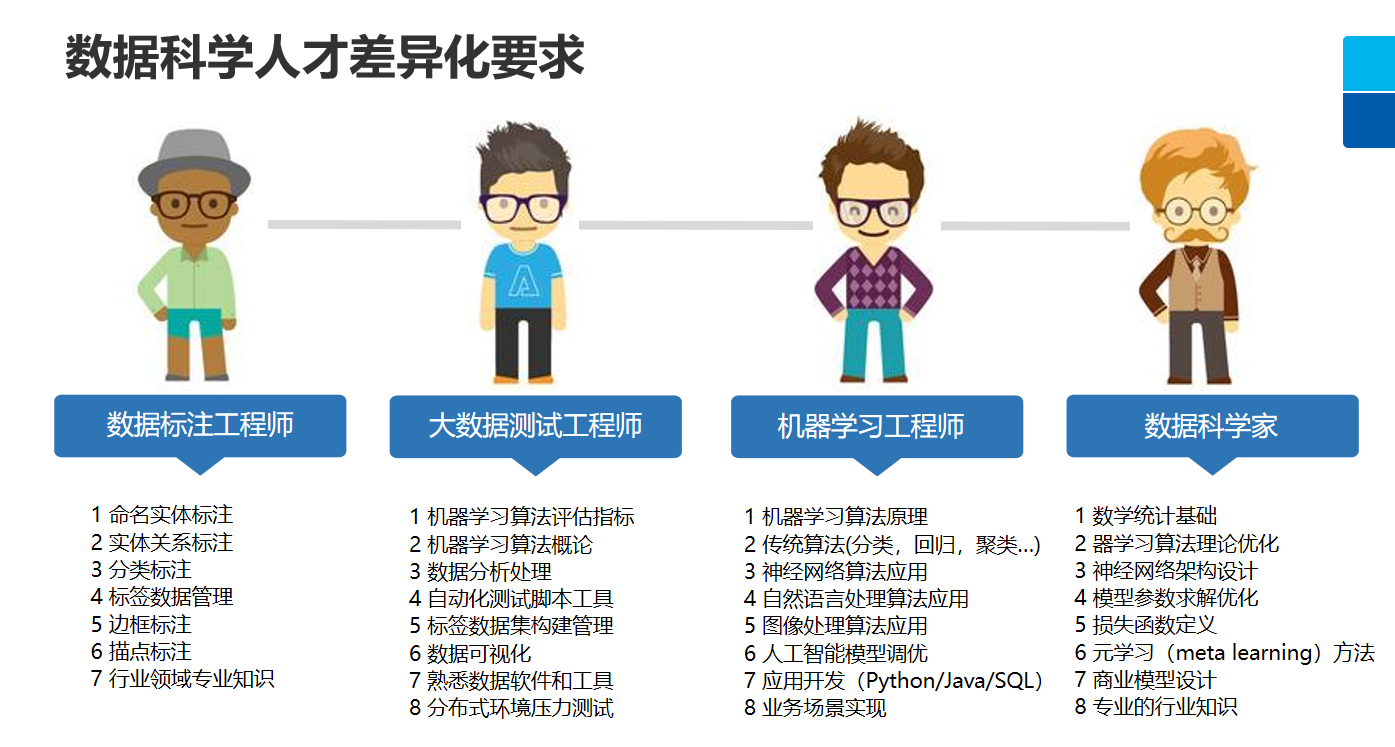 数据科学人才差异化要求
数据标注工程师
1 命名实体标注
2 实体关系标注
3 分类标注
4 标签数据管理
5 边框标注
6 描点标注
7 行业领域专业知识
大数据测试工程师
1 机器学习算法评估指标
2 机器学习算法概论
3 数据分析处理
4 自动化测试脚本工具
5 标签数据集构建管理
6 数据可视化
7 熟悉数据软件和工具
8 分布式环境压力测试
机器学习工程师
1 机器学习算法原理
2 传统算法(分类，回归，聚类...)
3 神经网络算法应用
4 自然语言处理算法应用
5 图像处理算法应用
6 人工智能模型调优
7 应用开发（Python/Java/SQL）
8 业务场景实现
数据科学家
1 数学统计基础
2 器学习算法理论优化
3 神经网络架构设计
4 模型参数求解优化
5 损失函数定义
6 元学习（meta learning）方法
7 商业模型设计
8 专业的行业知识